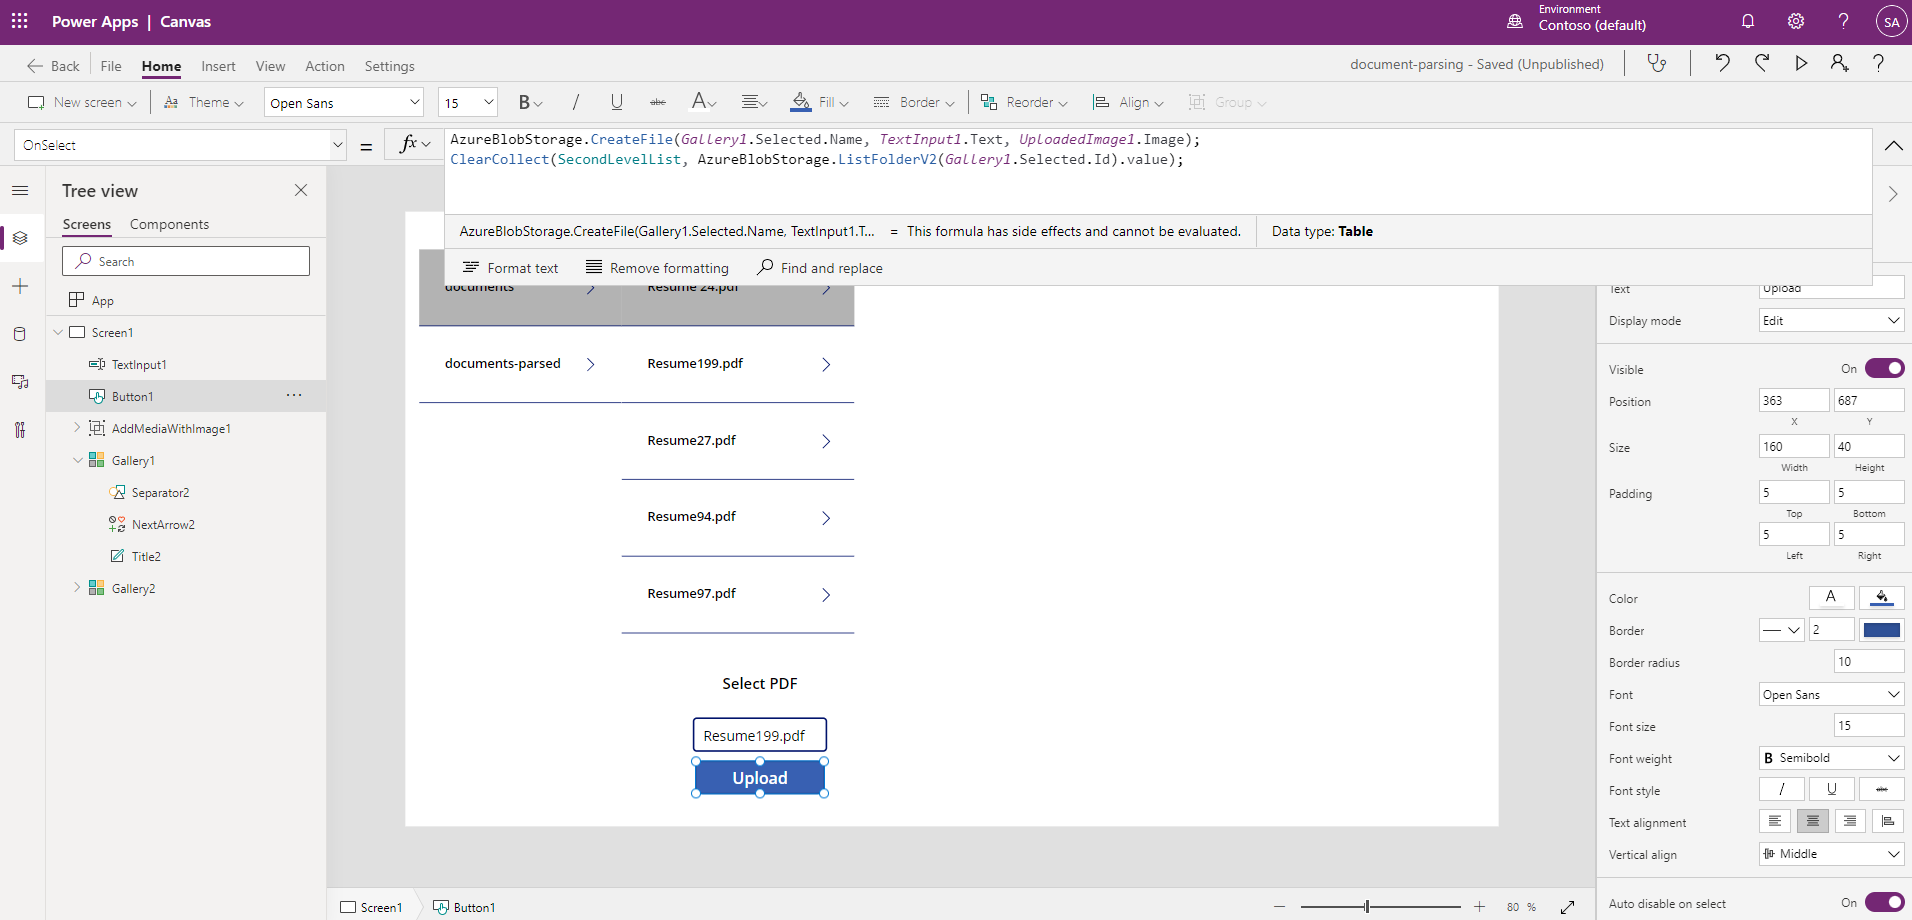 Power Apps | Canvas
Environment
Contoso (default)
SA
Back File Home Insert View Action Settings
document-parsing - Saved (Unpublished)
New screen Theme Open Sans 15 B / U abc A Fill Border Reorder Align Group
OnSelect = fx
AzureBlobStorage.CreateFile(Gallery1.Selected.Name, TextInput1.Text, UploadedImage1.Image);
ClearCollect(SecondLevelList, AzureBlobStorage.ListFolderV2(Gallery1.Selected.Id).value);
AzureBlobStorage.CreateFile(Gallery1.Selected.Name, TextInput1.T... = This formula has side effects and cannot be evaluated. Data type: Table
Format text Remove formatting Find and replace
Tree view
Screens Components
Search
App
Screen1
TextInput1
Button1 ...
AddMediaWithImage1
Gallery1
Separator2
NextArrow2
Title2
Gallery2
documents Resume 24.pdf
documents-parsed Resume199.pdf
Resume27.pdf
Resume94.pdf
Resume97.pdf
Select PDF
Resume199.pdf
Upload
Text Upload
Display mode Edit
Visible On
Position 363 687
X Y
Size 160 40
Width Height
Padding 5 5
Top Bottom
5 5
Left Right
Color A
Border 2
Border radius 10
Font Open Sans
Font size 15
Font weight B Semibold
Font style / U abc
Text alignment
Vertical align Middle
Auto disable on select On
Screen1 Button1
80 %